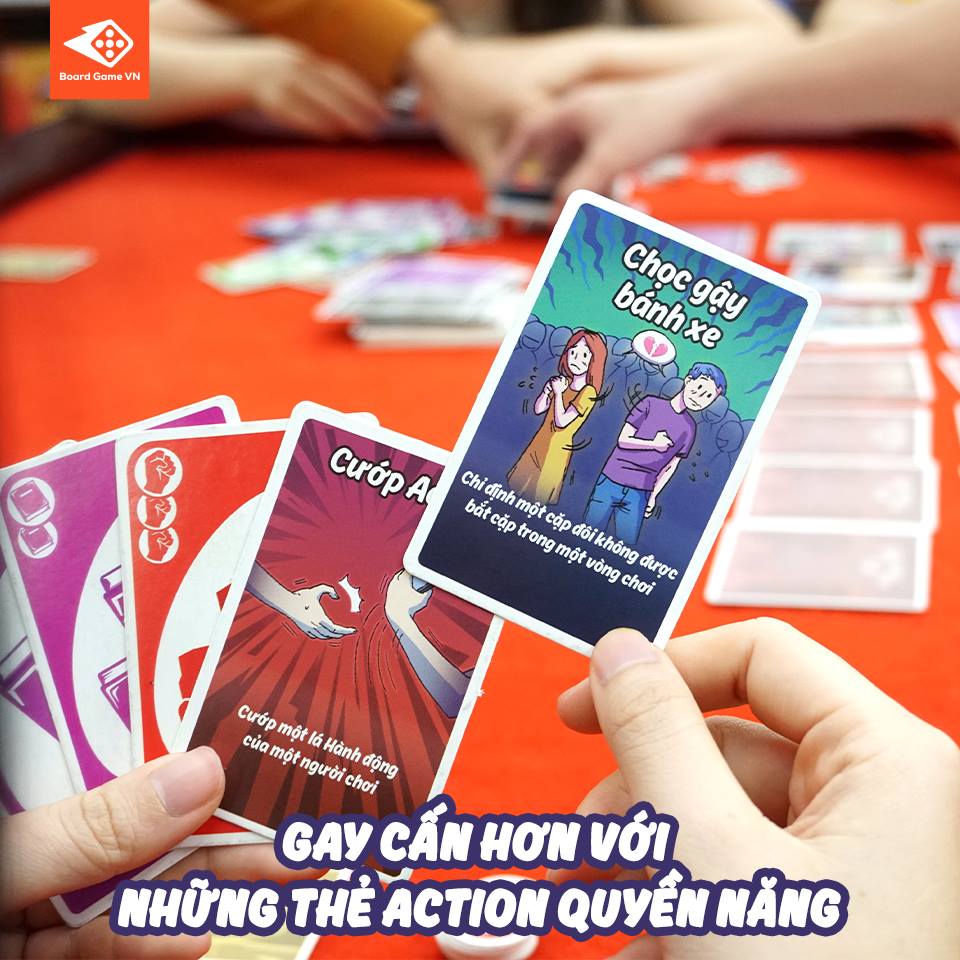 Board Game VN
Chọc gậy
bánh xe
Chỉ định một cặp đôi không được
bắt cặp trong một vòng chơi
Cướp
Cướp một lá Hành động
của một người chơi
GAY CẤN HƠN VỚI
NHỮNG THẺ ACTION QUYỀN NĂNG